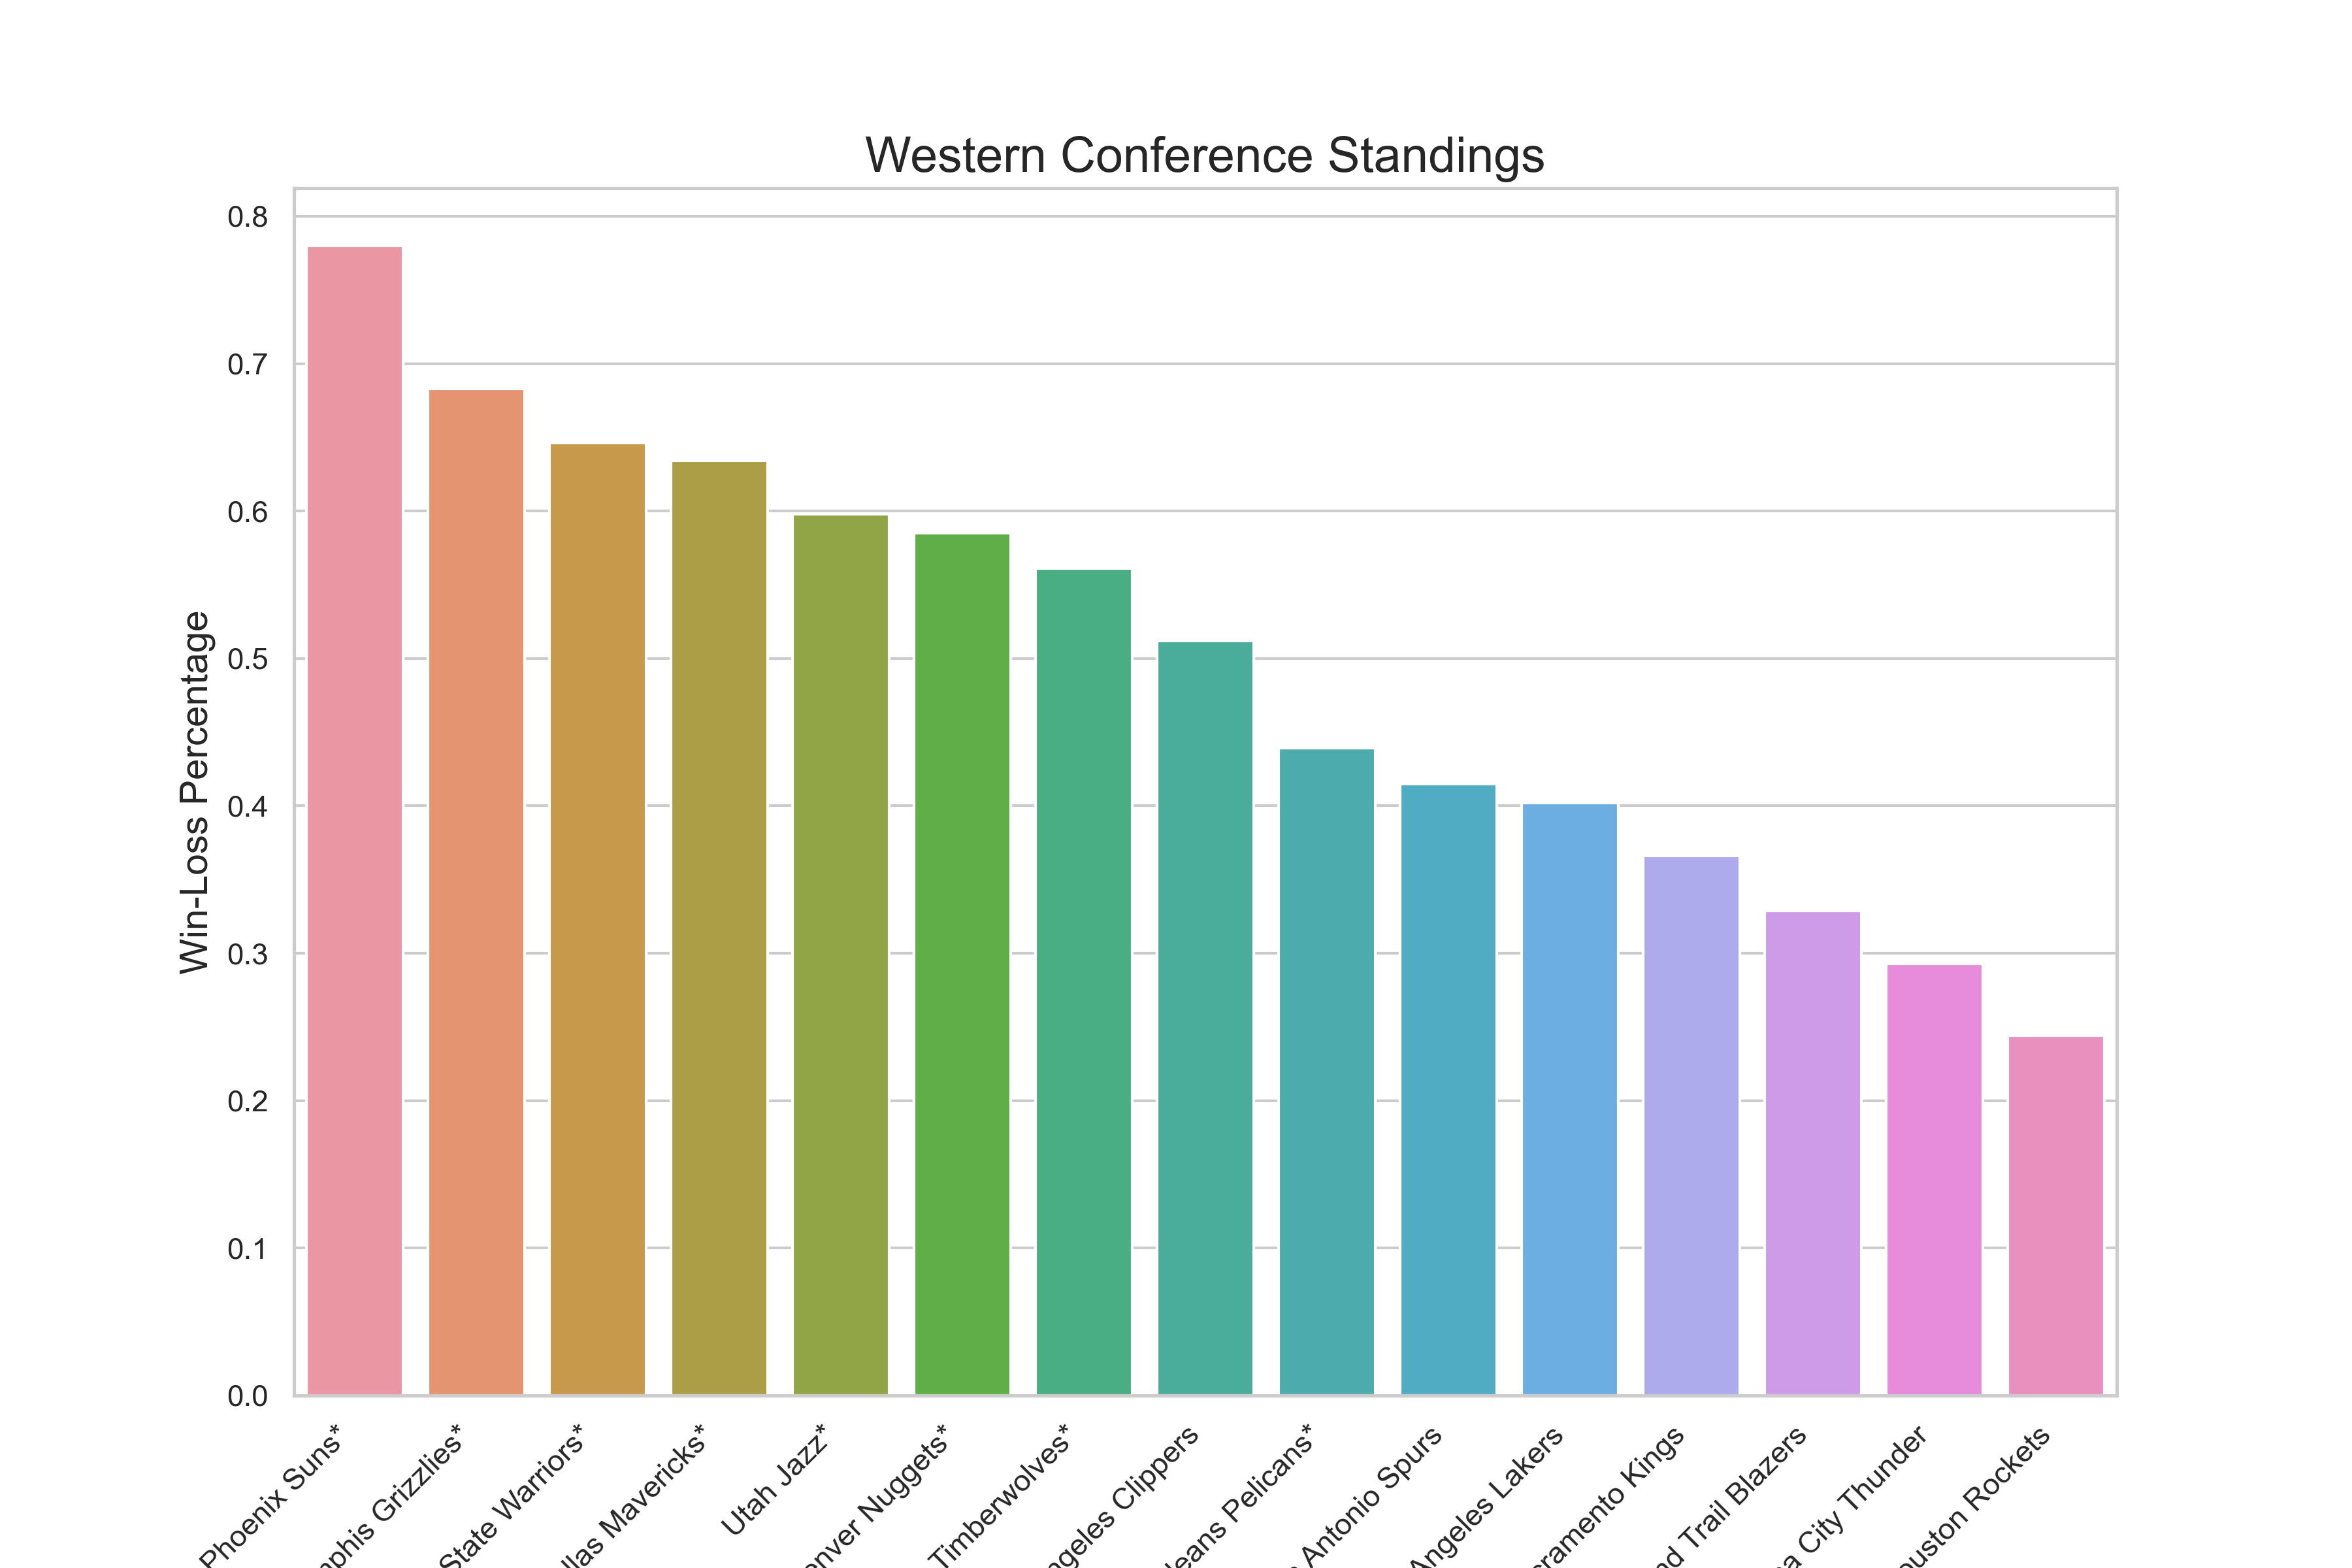 Western Conference Standings
Win-Loss Percentage
0.8
0.7
0.6
0.5
0.4
0.3
0.2
0.1
0.0
Phoenix Suns*
Grizzlies*
State Warriors*
Mavericks*
Utah Jazz*
Nuggets*
Timberwolves*
Clippers
Pelicans*
Antonio Spurs
Angeles Lakers
Kings
Trail Blazers
City Thunder
Rockets